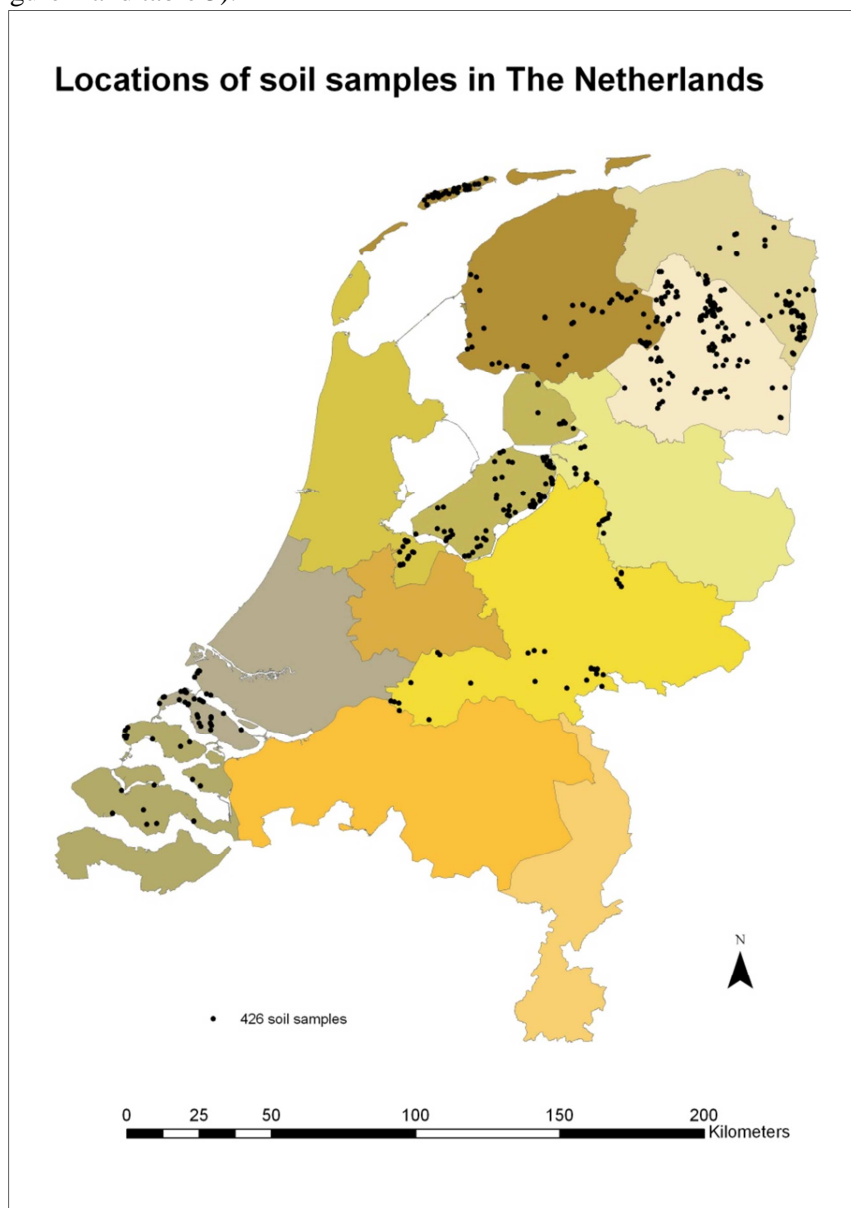 Locations of soil samples in The Netherlands
N
426 soil samples
0 25 50 100 150 200
Kilometers